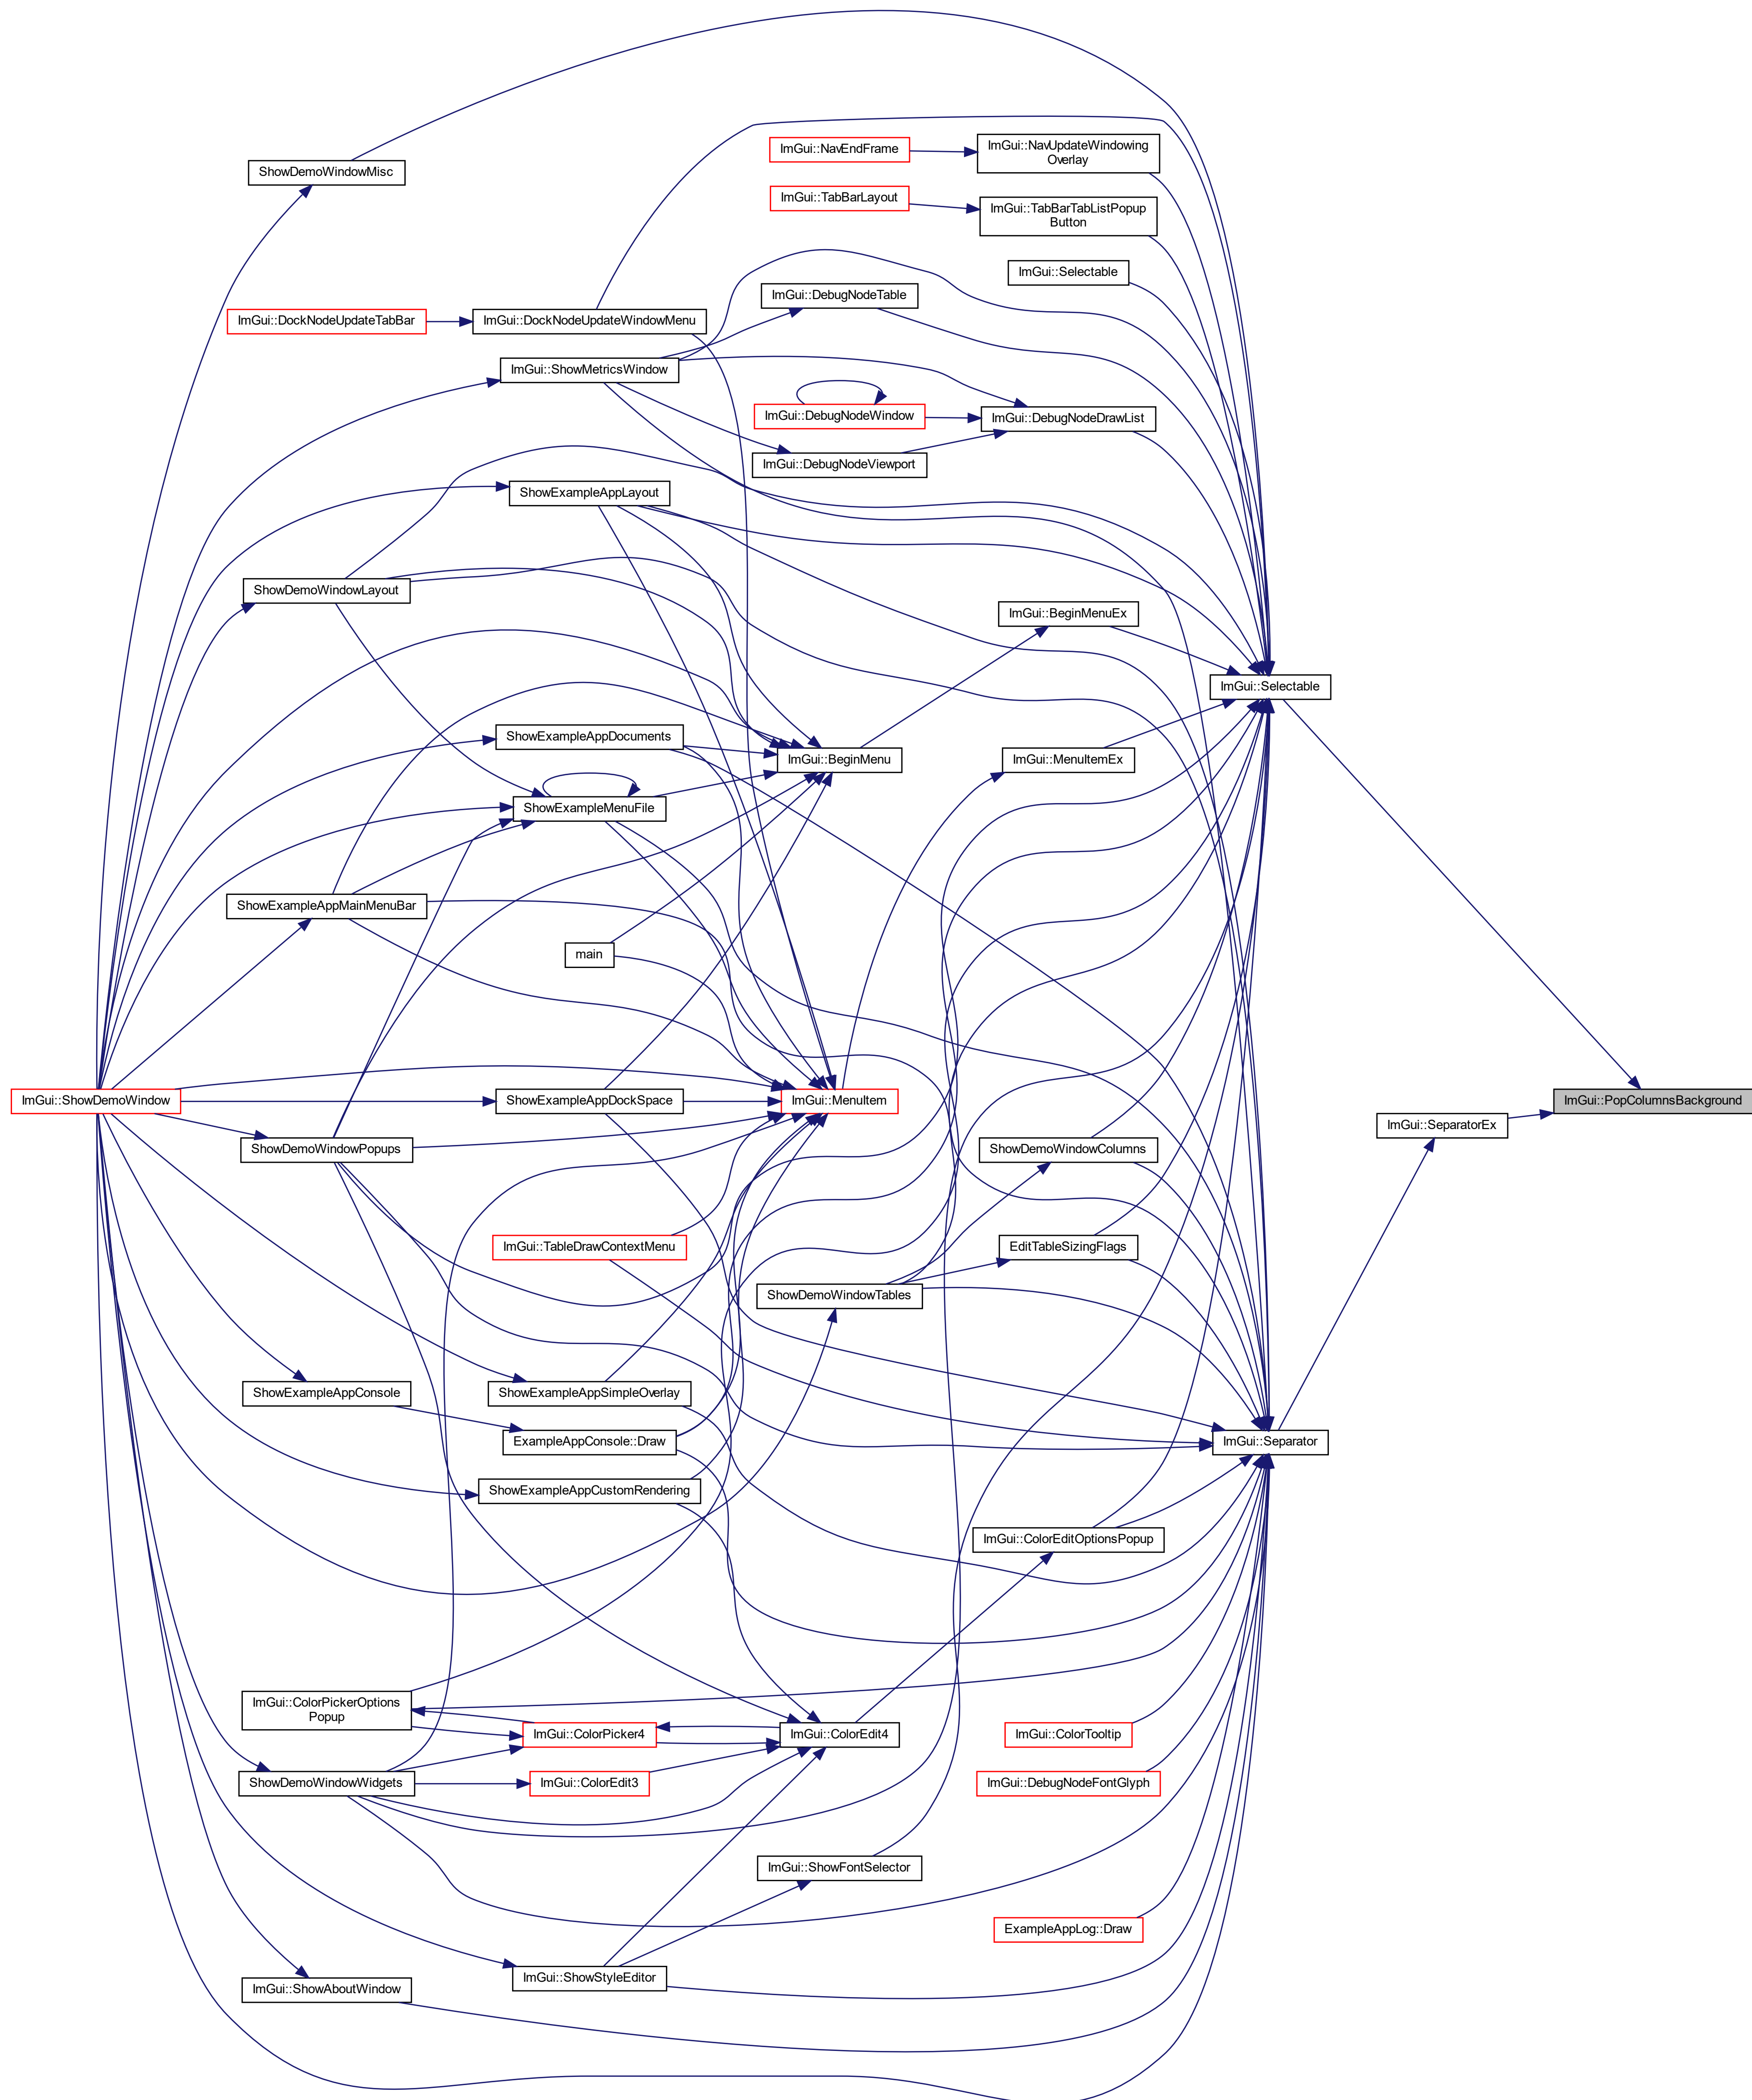 ShowDemoWindowMisc
ImGui::NavEndFrame
ImGui::NavUpdateWindowing
Overlay
ImGui::TabBarLayout
ImGui::TabBarTabListPopup
Button
ImGui::Selectable
ImGui::DebugNodeTable
ImGui::DockNodeUpdateTabBar
ImGui::DockNodeUpdateWindowMenu
ImGui::ShowMetricsWindow
ImGui::DebugNodeWindow
ImGui::DebugNodeDrawList
ImGui::DebugNodeViewport
ShowExampleAppLayout
ShowDemoWindowLayout
ImGui::BeginMenuEx
ImGui::Selectable
ShowExampleAppDocuments
ImGui::BeginMenu
ImGui::MenuItemEx
ShowExampleMenuFile
ShowExampleAppMainMenuBar
main
ImGui::ShowDemoWindow
ShowExampleAppDockSpace
ImGui::MenuItem
ImGui::PopColumnsBackground
ImGui::SeparatorEx
ShowDemoWindowPopups
ShowDemoWindowColumns
ImGui::TableDrawContextMenu
EditTableSizingFlags
ShowDemoWindowTables
ShowExampleAppConsole
ShowExampleAppSimpleOverlay
ExampleAppConsole::Draw
ImGui::Separator
ShowExampleAppCustomRendering
ImGui::ColorEditOptionsPopup
ImGui::ColorPickerOptions
Popup
ImGui::ColorPicker4
ImGui::ColorEdit4
ImGui::ColorTooltip
ShowDemoWindowWidgets
ImGui::ColorEdit3
ImGui::DebugNodeFontGlyph
ImGui::ShowFontSelector
ExampleAppLog::Draw
ImGui::ShowStyleEditor
ImGui::ShowAboutWindow